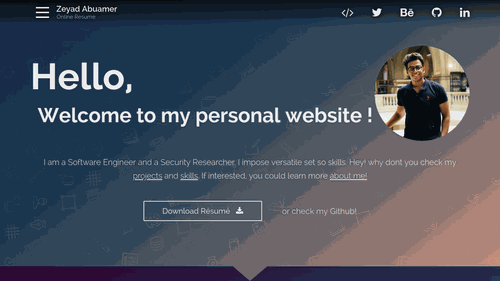 Zeyad Abuamer
Online Resume
Hello,
Welcome to my personal website !
I am a Software Engineer and a Security Researcher, I impose versatile set so skills. Hey! why dont you check my
projects and skills. If interested, you could learn more about me!
Download Résumé
or check my Github!